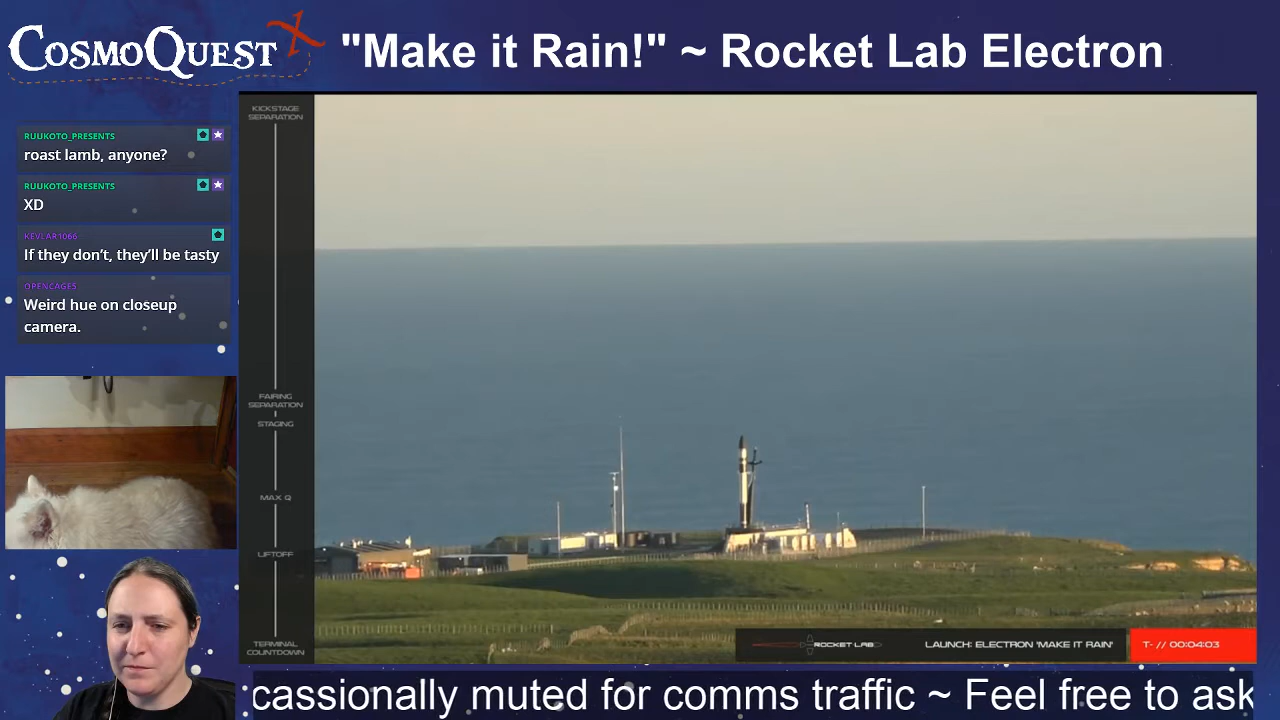 CosmoQuest X
"Make it Rain!" ~ Rocket Lab Electron
RUUKOTO_PRESENTS
roast lamb, anyone?
RUUKOTO_PRESENTS
XD
KEVLAR1066
If they don't, they'll be tasty
OPENCAGES
Weird hue on closeup
camera.
KICKSTAGE
SEPARATION
FAIRING
SEPARATION
STAGING
MAX Q
LIFTOFF
TERMINAL
COUNTDOWN
ROCKET LAB
LAUNCH: ELECTRON 'MAKE IT RAIN'
T- // 00:04:03
cassionally muted for comms traffic ~ Feel free to ask